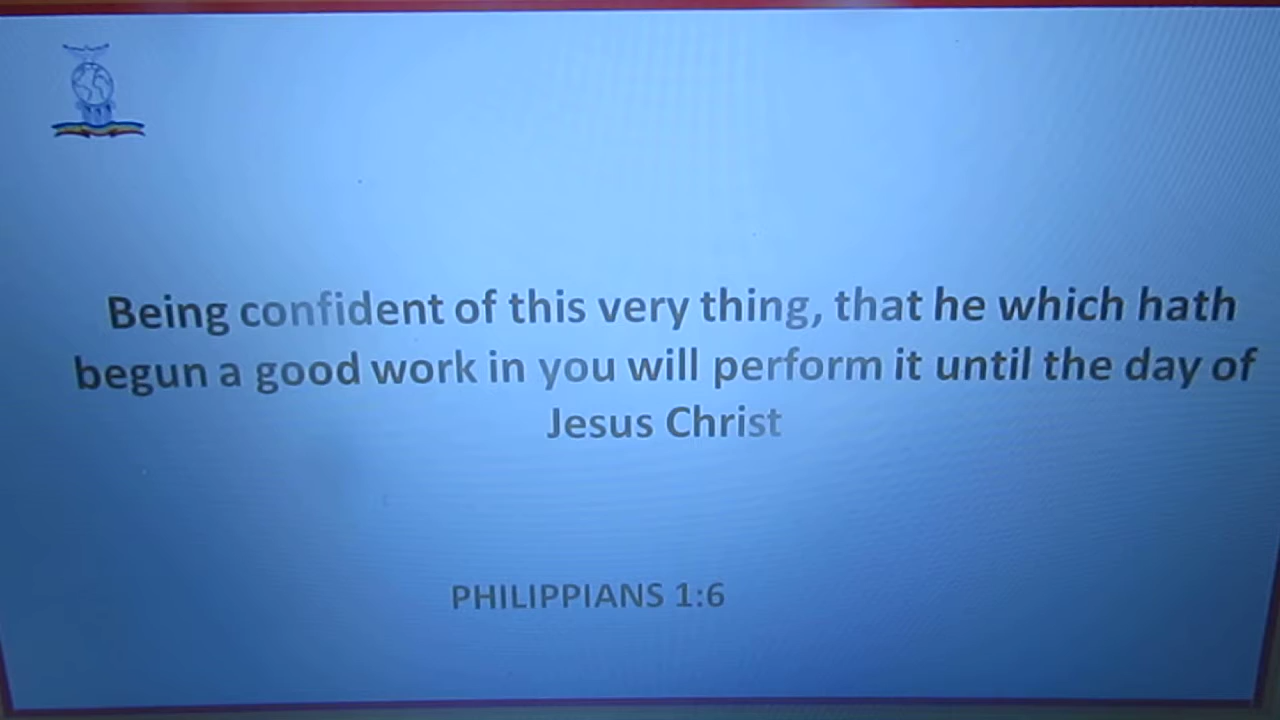 Being confident of this very thing, that he which hath
begun a good work in you will perform it until the day of
Jesus Christ
PHILIPPIANS 1:6